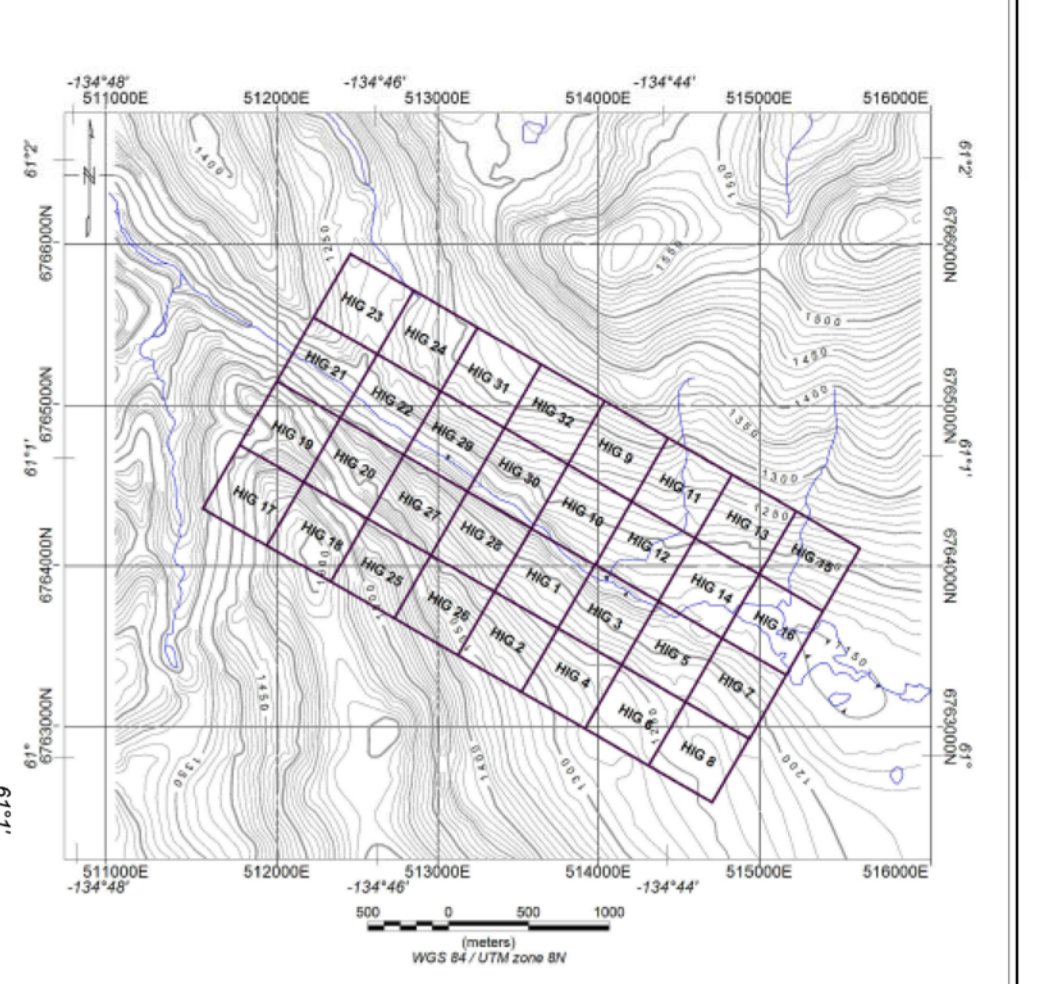 -134°48' -134°46' -134°44'
511000E 512000E 513000E 514000E 515000E 516000E
61°2' 61°2'
N
1400
1500
6766000N 6766000N
1250
1550
1500
HIG 23
HIG 24
1450
HIG 21
HIG 31
1400
6765000N 6765000N
HIG 22
HIG 32
1350
61°1' 61°1'
HIG 19
HIG 29
HIG 9
1300
HIG 20
HIG 30
HIG 11
HIG 17
HIG 27
HIG 10
1250
HIG 13
HIG 18
HIG 28
HIG 12
HIG 15
6764000N 6764000N
HIG 25
HIG 1
HIG 14
HIG 26
HIG 3
HIG 16
HIG 2
HIG 5
1150
HIG 4
HIG 7
1450
HIG 6
6763000N 6763000N
HIG 8
61° 61°
1350
1400
1300
1200
61°1'
511000E 512000E 513000E 514000E 515000E 516000E
-134°48' -134°46' -134°44'
500 0 500 1000
(meters)
WGS 84 / UTM zone 8N